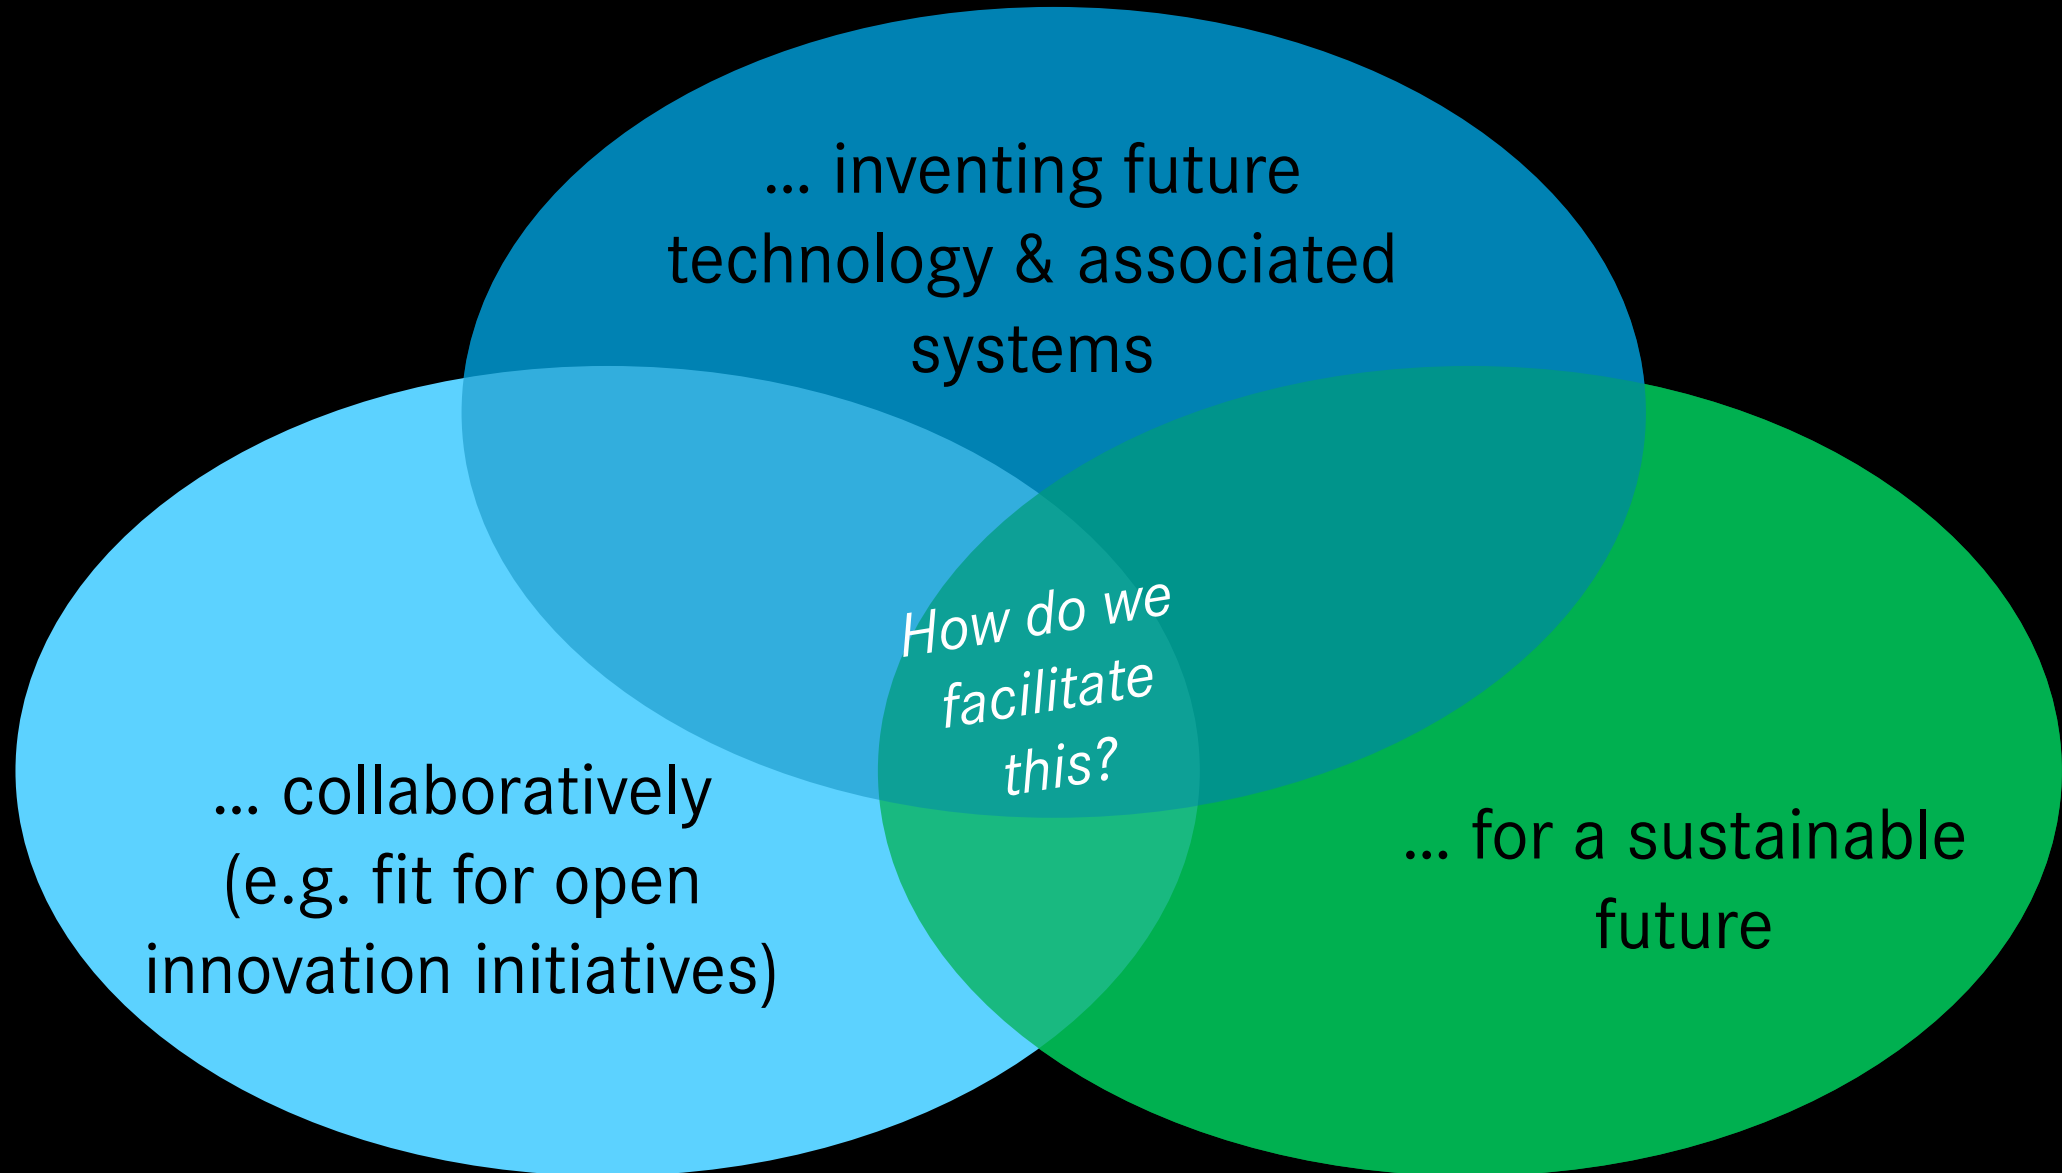 ... inventing future
technology & associated
systems
How do we
facilitate
this?
... collaboratively
(e.g. fit for open
innovation initiatives)
... for a sustainable
future